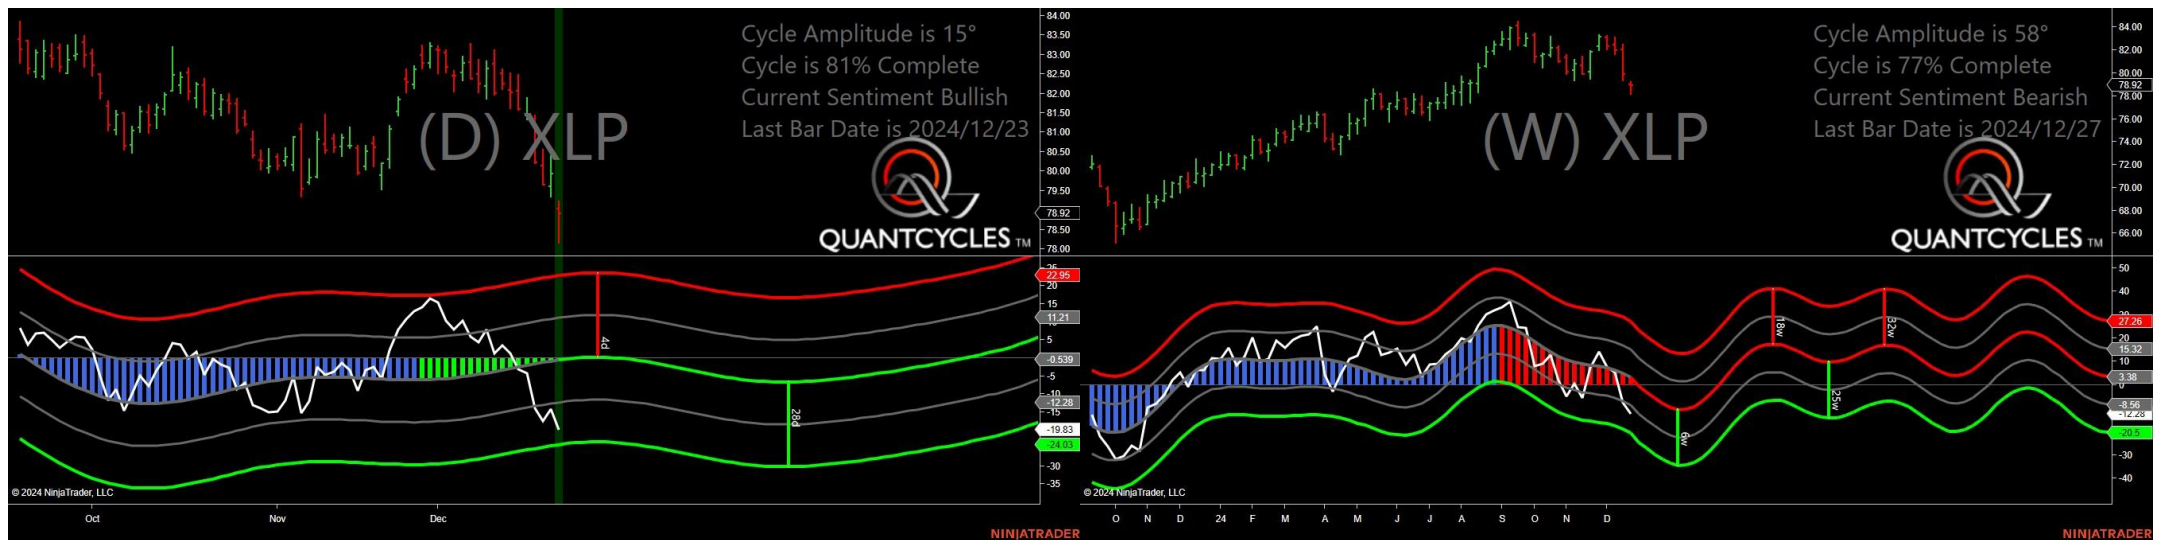 Cycle Amplitude is 15°
Cycle is 81% Complete
Current Sentiment Bullish
Last Bar Date is 2024/12/23
(D) XLP
QUANTCYCLES TM
84.00
83.50
83.00
82.50
82.00
81.50
81.00
80.50
80.00
79.50
78.92
78.50
78.00
25
22.95
20
15
11.21
5
-0.539
-5
-12.28
-15
-19.83
-24.03
-30
-35
4d
28d
© 2024 NinjaTrader, LLC
Oct Nov Dec
NINJATRADER
Cycle Amplitude is 58°
Cycle is 77% Complete
Current Sentiment Bearish
Last Bar Date is 2024/12/27
(W) XLP
QUANTCYCLES TM
84.00
82.00
80.00
78.92
78.00
76.00
74.00
72.00
70.00
68.00
66.00
50
40
27.26
20
15.32
10
3.38
-8.56
-12.28
-20.5
-30
-40
6w
18w
25w
32w
© 2024 NinjaTrader, LLC
O N D 24 F M A M J J A S O N D
NINJATRADER